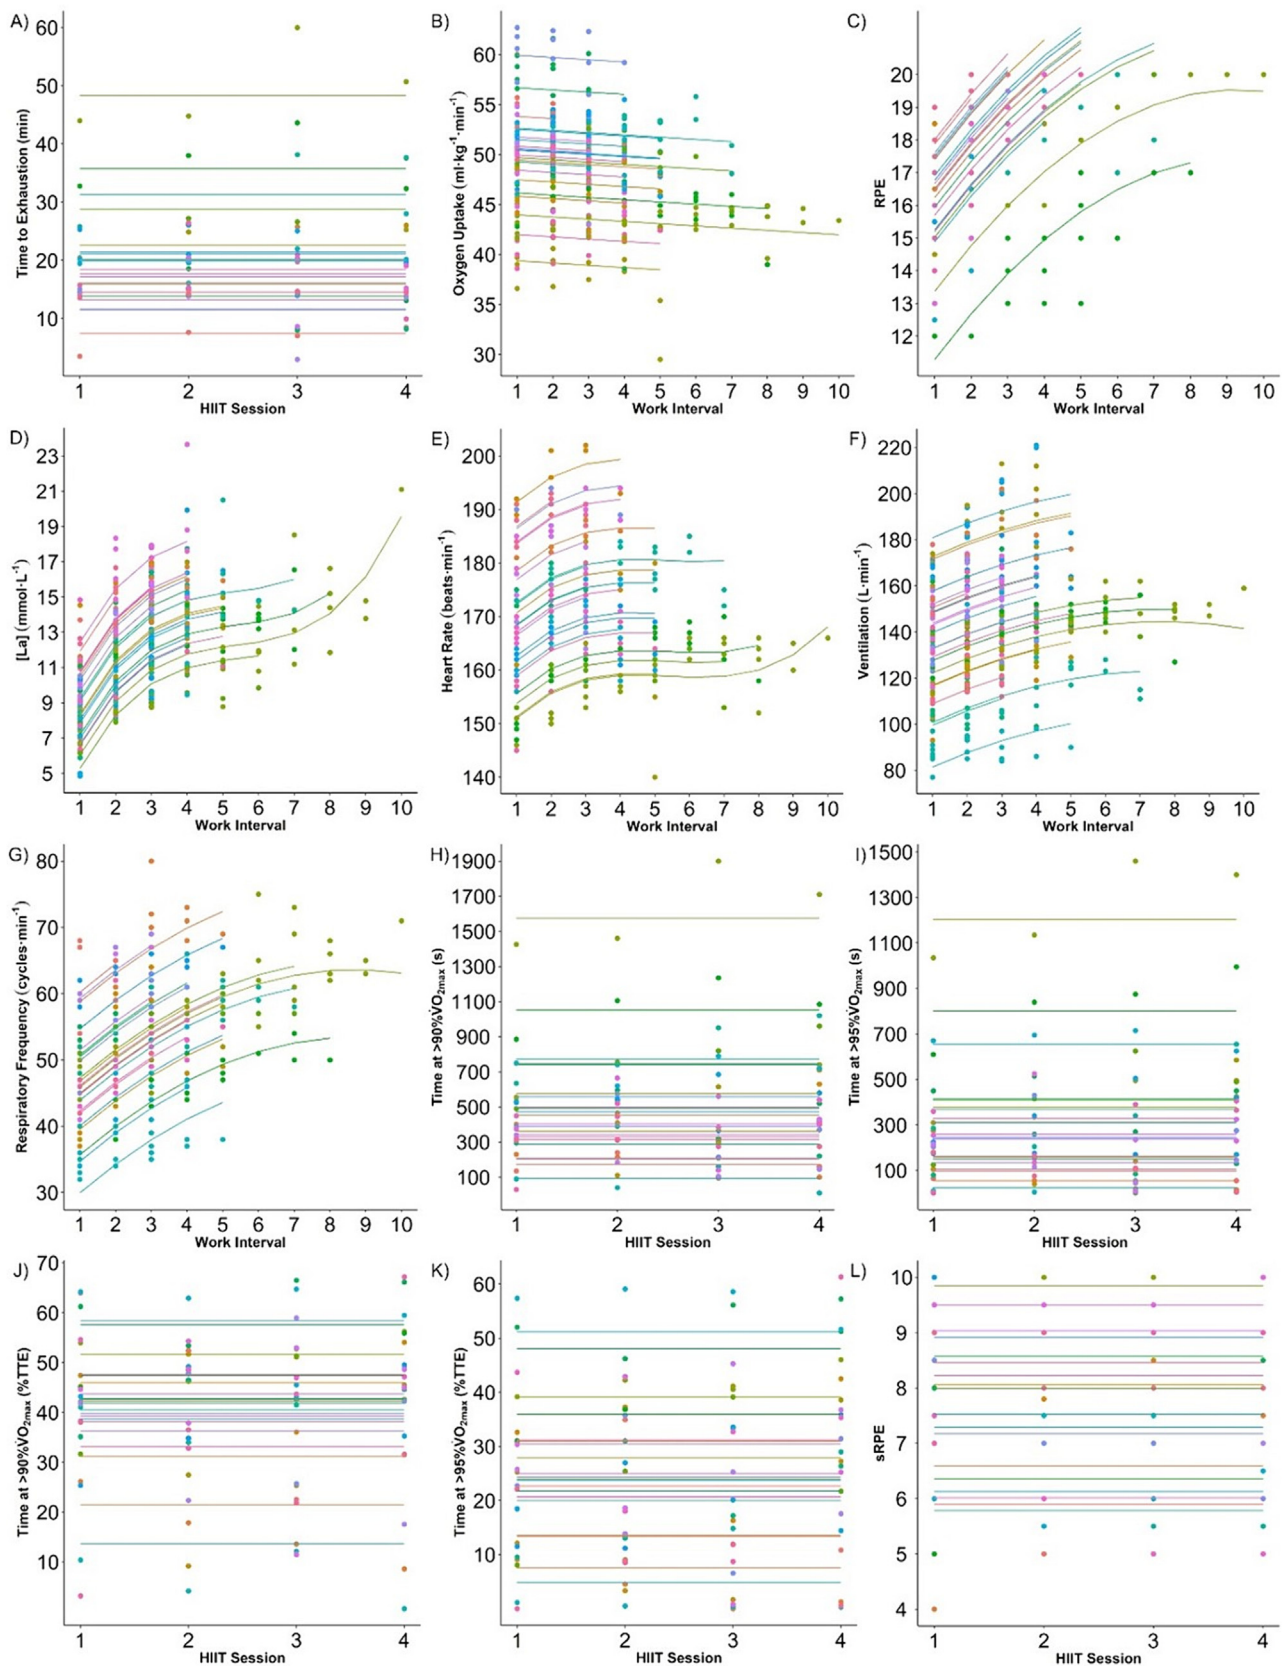 A)
Time to Exhaustion (min)
60
50
40
30
20
10
1 2 3 4
HIIT Session
B)
Oxygen Uptake (ml·kg⁻¹·min⁻¹)
60
55
50
45
40
35
30
1 2 3 4 5 6 7 8 9 10
Work Interval
C)
RPE
20
19
18
17
16
15
14
13
12
1 2 3 4 5 6 7 8 9 10
Work Interval
D)
[La] (mmol·L⁻¹)
23
21
19
17
15
13
11
9
7
5
1 2 3 4 5 6 7 8 9 10
Work Interval
E)
Heart Rate (beats·min⁻¹)
200
190
180
170
160
150
140
1 2 3 4 5 6 7 8 9 10
Work Interval
F)
Ventilation (L·min⁻¹)
220
200
180
160
140
120
100
80
1 2 3 4 5 6 7 8 9 10
Work Interval
G)
Respiratory Frequency (cycles·min⁻¹)
80
70
60
50
40
30
1 2 3 4 5 6 7 8 9 10
Work Interval
H)
Time at >90%V̇O2max (s)
1900
1700
1500
1300
1100
900
700
500
300
100
1 2 3 4
HIIT Session
I)
Time at >95%V̇O2max (s)
1500
1300
1100
900
700
500
300
100
1 2 3 4
HIIT Session
J)
Time at >90%V̇O2max (%TTE)
70
60
50
40
30
20
10
1 2 3 4
HIIT Session
K)
Time at >95%V̇O2max (%TTE)
60
50
40
30
20
10
1 2 3 4
HIIT Session
L)
sRPE
10
9
8
7
6
5
4
1 2 3 4
HIIT Session